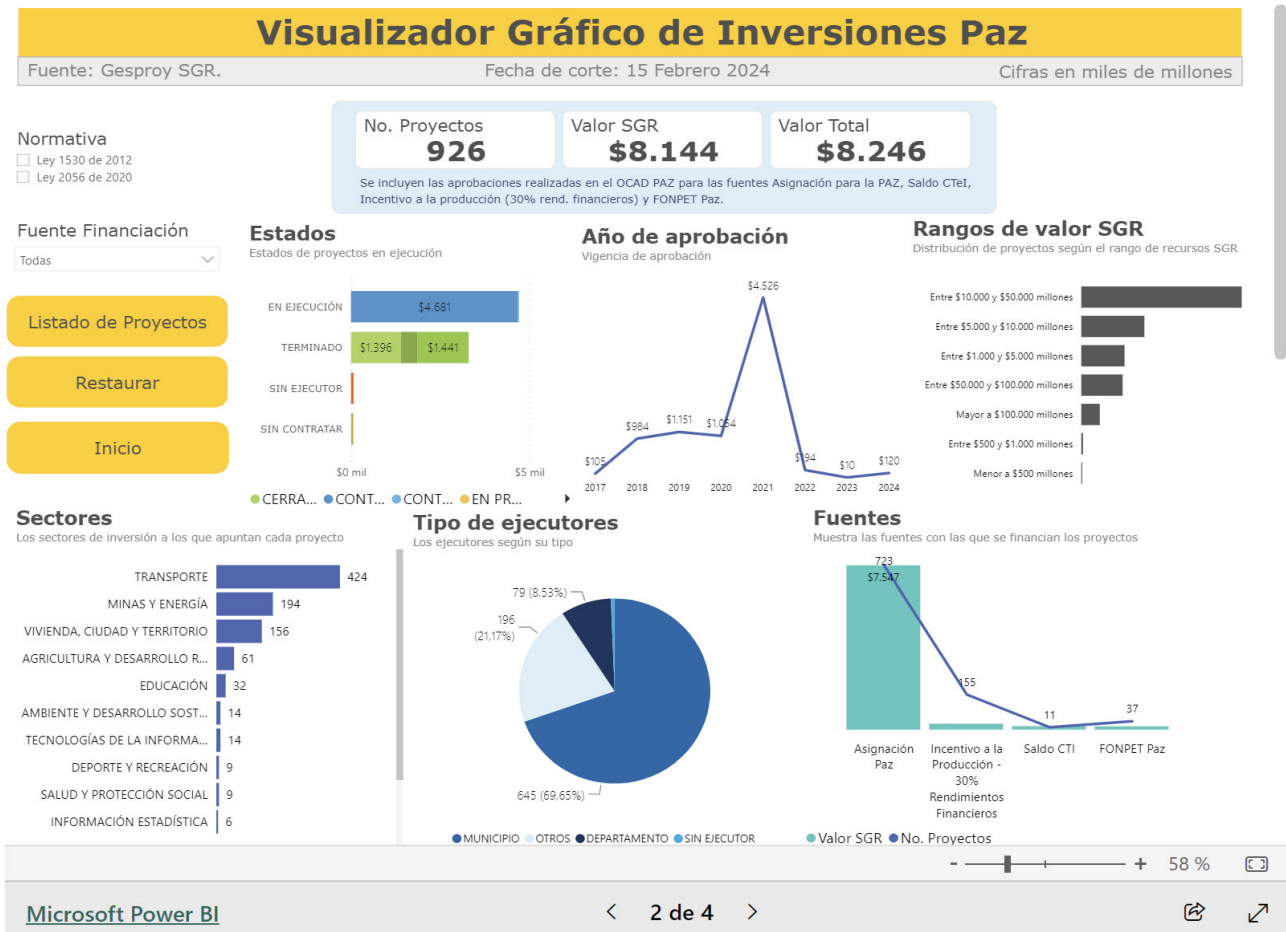 Visualizador Gráfico de Inversiones Paz
Fuente: Gesproy SGR.
Fecha de corte: 15 Febrero 2024
Cifras en miles de millones
Normativa
Ley 1530 de 2012
Ley 2056 de 2020
No. Proyectos
926
Valor SGR
$8.144
Valor Total
$8.246
Se incluyen las aprobaciones realizadas en el OCAD PAZ para las fuentes Asignación para la PAZ, Saldo CTeI,
Incentivo a la producción (30% rend. financieros) y FONPET Paz.
Fuente Financiación
Todas
Listado de Proyectos
Restaurar
Inicio
Estados
Estados de proyectos en ejecución
EN EJECUCIÓN
$4.681
TERMINADO
$1.396
$1.441
SIN EJECUTOR
SIN CONTRATAR
$0 mil
$5 mil
CERRA...
CONT...
CONT...
EN PR...
Año de aprobación
Vigencia de aprobación
$4.526
$984
$1.151
$1.054
$105
$194
$10
$120
2017
2018
2019
2020
2021
2022
2023
2024
Rangos de valor SGR
Distribución de proyectos según el rango de recursos SGR
Entre $10.000 y $50.000 millones
Entre $5.000 y $10.000 millones
Entre $1.000 y $5.000 millones
Entre $50.000 y $100.000 millones
Mayor a $100.000 millones
Entre $500 y $1.000 millones
Menor a $500 millones
Sectores
Los sectores de inversión a los que apuntan cada proyecto
TRANSPORTE
424
MINAS Y ENERGÍA
194
VIVIENDA, CIUDAD Y TERRITORIO
156
AGRICULTURA Y DESARROLLO R...
61
EDUCACIÓN
32
AMBIENTE Y DESARROLLO SOST...
14
TECNOLOGÍAS DE LA INFORMA...
14
DEPORTE Y RECREACIÓN
9
SALUD Y PROTECCIÓN SOCIAL
9
INFORMACIÓN ESTADÍSTICA
6
Tipo de ejecutores
Los ejecutores según su tipo
79 (8,53%)
196
(21,17%)
645 (69,65%)
MUNICIPIO
OTROS
DEPARTAMENTO
SIN EJECUTOR
Fuentes
Muestra las fuentes con las que se financian los proyectos
723
$7.547
155
11
37
Asignación
Paz
Incentivo a la
Producción -
30%
Rendimientos
Financieros
Saldo CTI
FONPET Paz
Valor SGR
No. Proyectos
- + 58 %
Microsoft Power BI
2 de 4